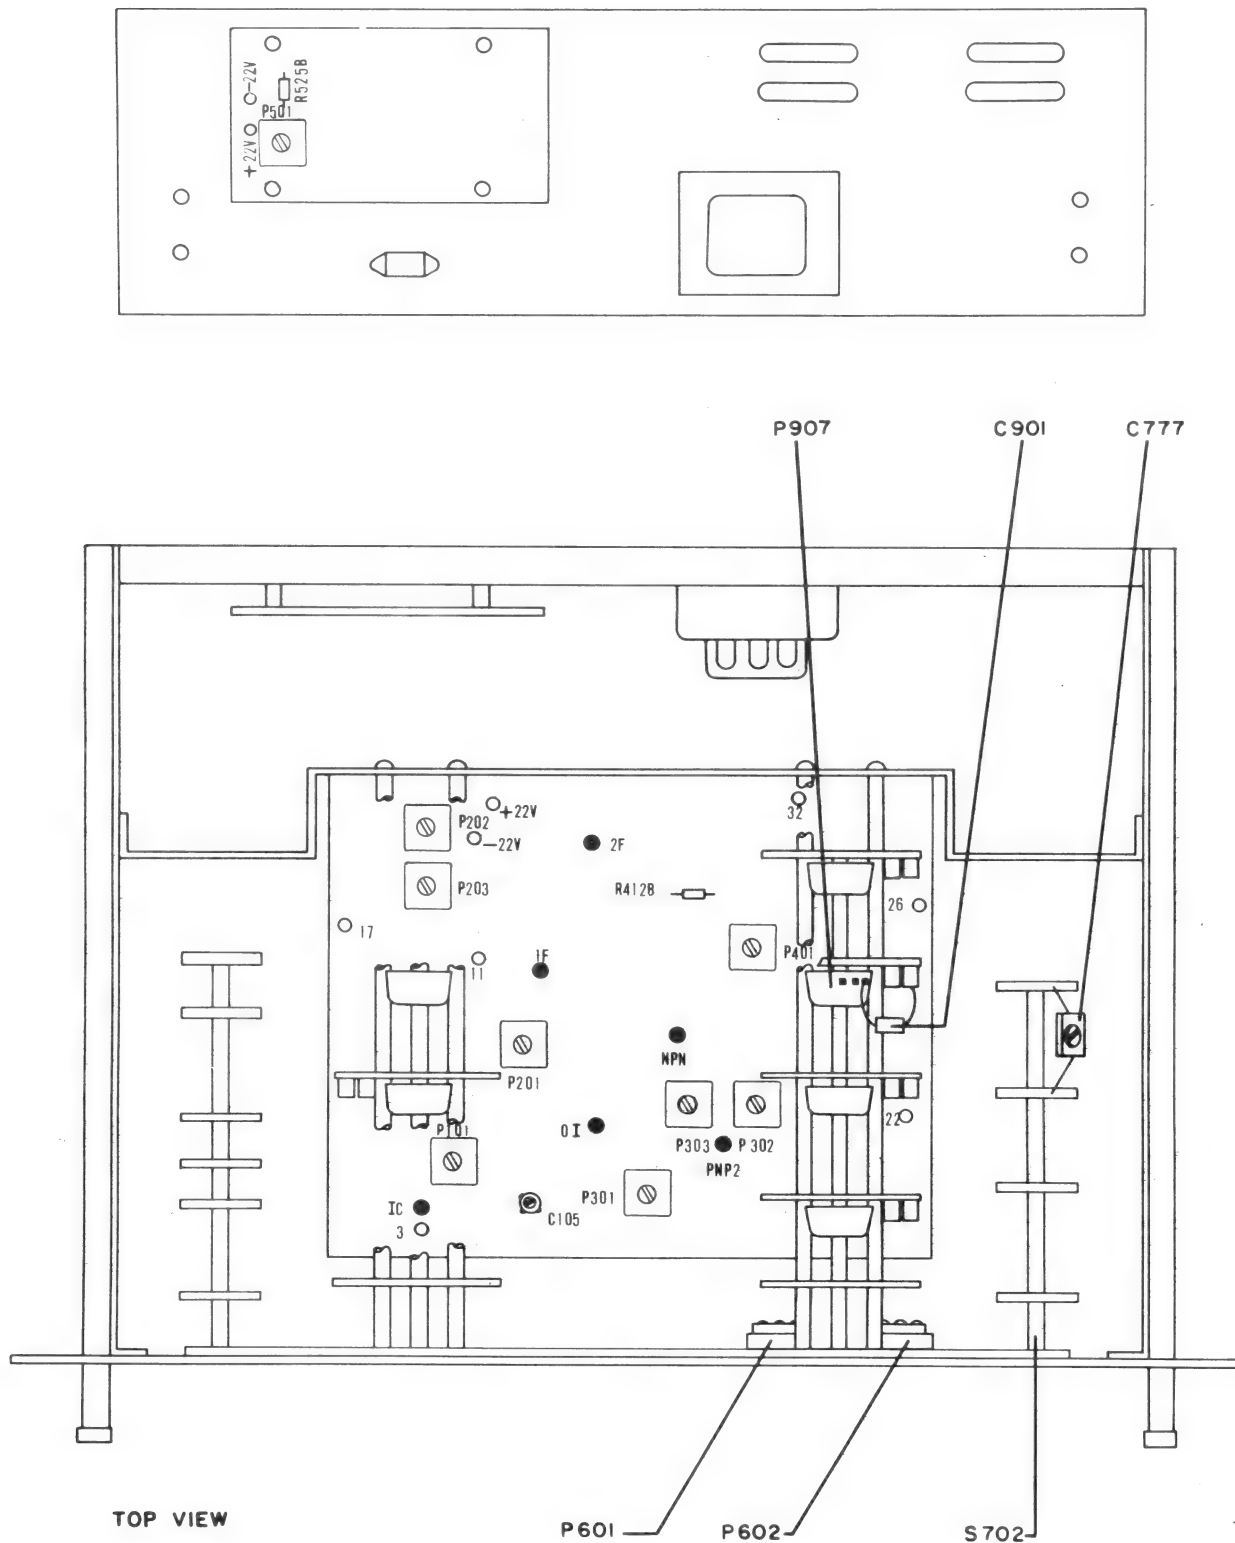 -22V
R525B
P501
+22V
P907
C901
C777
P202
+22V
-22V
32
2F
P203
R412B
26
17
11
1F
P401
P201
NPN
P101
OI
P303
P302
22
PNP2
P301
IC
3
C105
TOP VIEW
P601
P602
S702